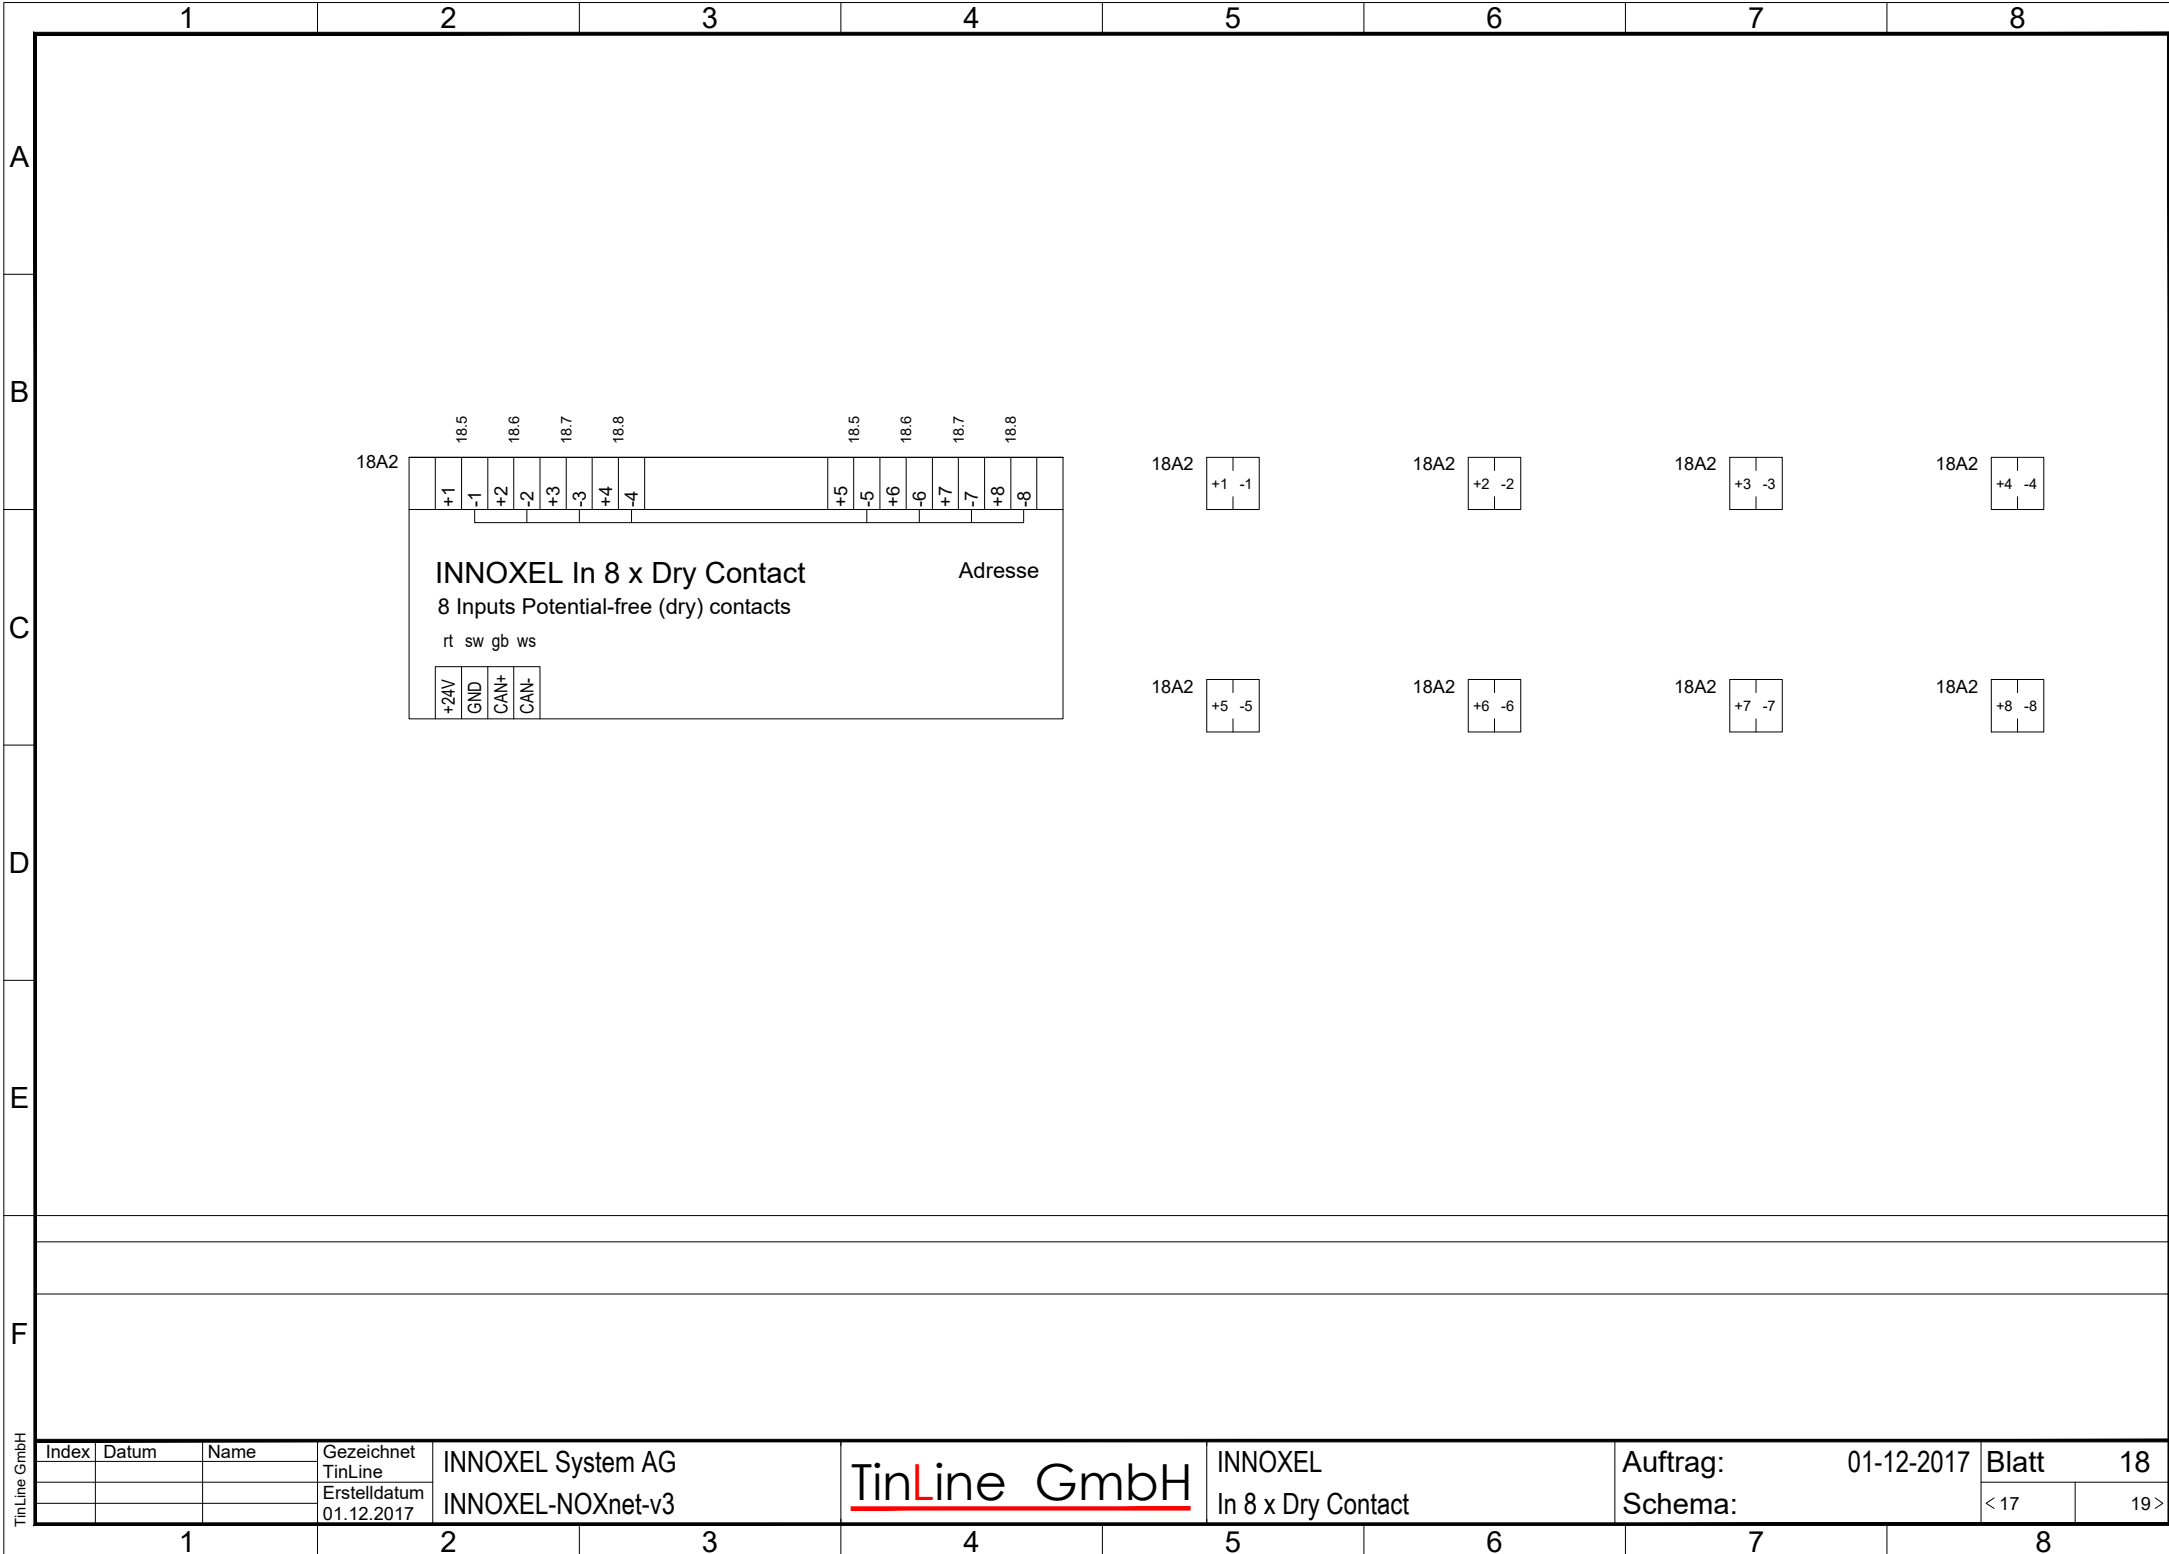 1 2 3 4 5 6 7 8
A
B
C
D
E
F
18.5 18.6 18.7 18.8 18.5 18.6 18.7 18.8
18A2
+1 -1 +2 -2 +3 -3 +4 -4 +5 -5 +6 -6 +7 -7 +8 -8
INNOXEL In 8 x Dry Contact
Adresse
8 Inputs Potential-free (dry) contacts
rt sw gb ws
+24V GND CAN+ CAN-
18A2 +1 -1
18A2 +2 -2
18A2 +3 -3
18A2 +4 -4
18A2 +5 -5
18A2 +6 -6
18A2 +7 -7
18A2 +8 -8
TinLine GmbH
Index Datum Name
Gezeichnet
TinLine
Erstelldatum
01.12.2017
INNOXEL System AG
INNOXEL-NOXnet-v3
TinLine GmbH
INNOXEL
In 8 x Dry Contact
Auftrag: 01-12-2017
Schema:
Blatt 18
< 17 19 >
1 2 3 4 5 6 7 8